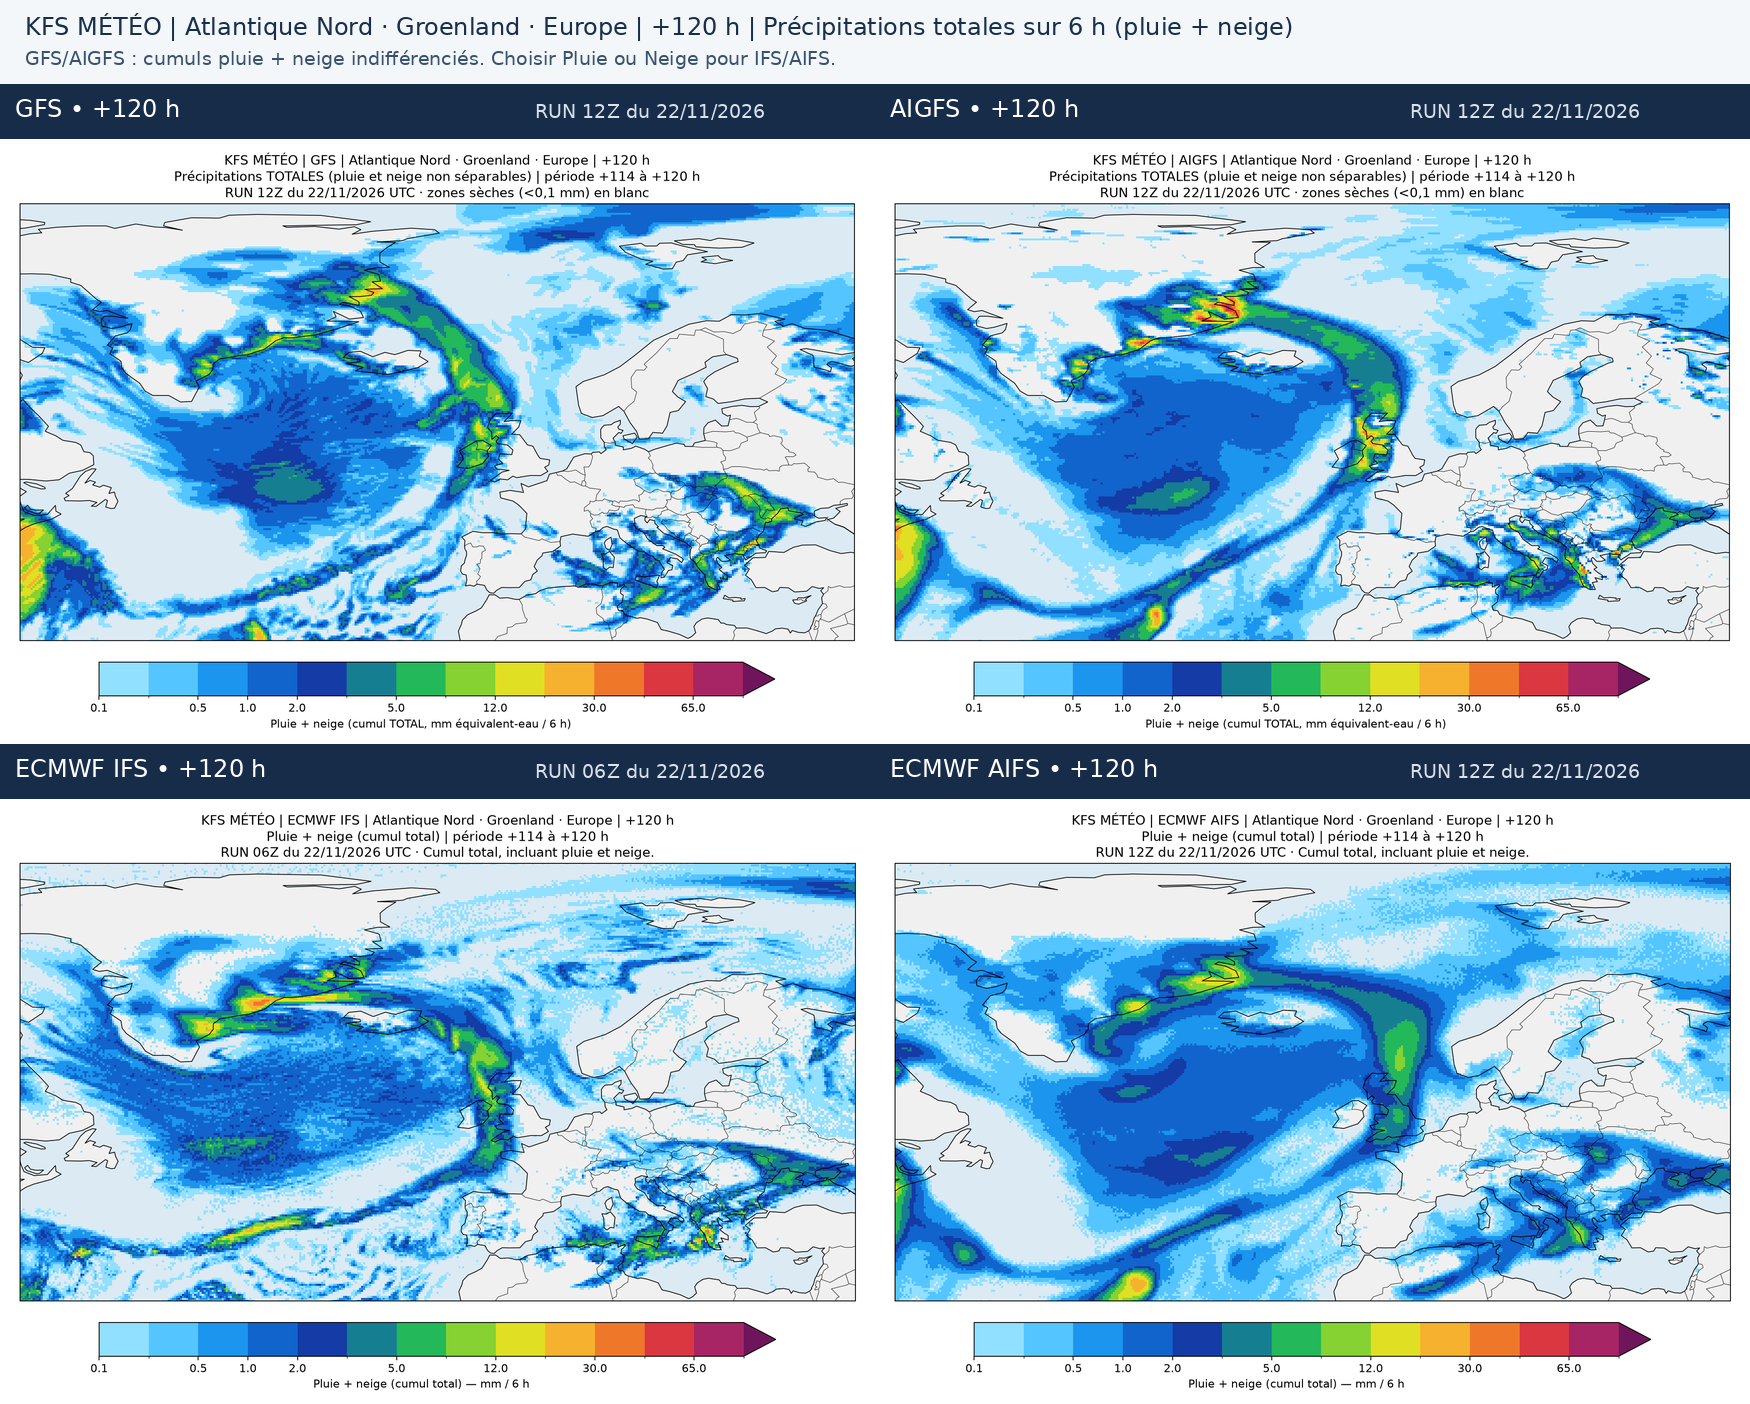 KFS MÉTÉO | Atlantique Nord · Groenland · Europe | +120 h | Précipitations totales sur 6 h (pluie + neige)
GFS/AIGFS : cumuls pluie + neige indifférenciés. Choisir Pluie ou Neige pour IFS/AIFS.
GFS • +120 h
RUN 12Z du 22/11/2026
AIGFS • +120 h
RUN 12Z du 22/11/2026
KFS MÉTÉO | GFS | Atlantique Nord · Groenland · Europe | +120 h
Précipitations TOTALES (pluie et neige non séparables) | période +114 à +120 h
RUN 12Z du 22/11/2026 UTC · zones sèches (<0,1 mm) en blanc
KFS MÉTÉO | AIGFS | Atlantique Nord · Groenland · Europe | +120 h
Précipitations TOTALES (pluie et neige non séparables) | période +114 à +120 h
RUN 12Z du 22/11/2026 UTC · zones sèches (<0,1 mm) en blanc
0.1 0.5 1.0 2.0 5.0 12.0 30.0 65.0
Pluie + neige (cumul TOTAL, mm équivalent-eau / 6 h)
0.1 0.5 1.0 2.0 5.0 12.0 30.0 65.0
Pluie + neige (cumul TOTAL, mm équivalent-eau / 6 h)
ECMWF IFS • +120 h
RUN 06Z du 22/11/2026
ECMWF AIFS • +120 h
RUN 12Z du 22/11/2026
KFS MÉTÉO | ECMWF IFS | Atlantique Nord · Groenland · Europe | +120 h
Pluie + neige (cumul total) | période +114 à +120 h
RUN 06Z du 22/11/2026 UTC · Cumul total, incluant pluie et neige.
KFS MÉTÉO | ECMWF AIFS | Atlantique Nord · Groenland · Europe | +120 h
Pluie + neige (cumul total) | période +114 à +120 h
RUN 12Z du 22/11/2026 UTC · Cumul total, incluant pluie et neige.
0.1 0.5 1.0 2.0 5.0 12.0 30.0 65.0
Pluie + neige (cumul total) — mm / 6 h
0.1 0.5 1.0 2.0 5.0 12.0 30.0 65.0
Pluie + neige (cumul total) — mm / 6 h